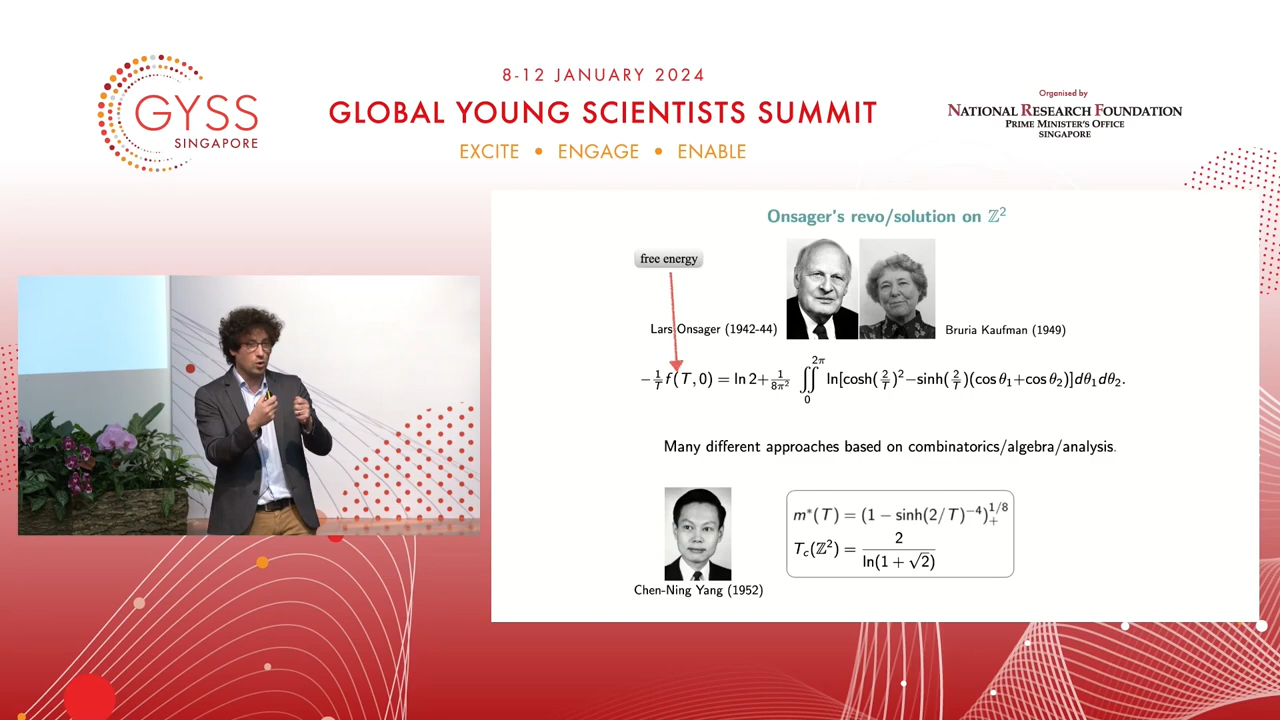 8-12 JANUARY 2024
GLOBAL YOUNG SCIENTISTS SUMMIT
EXCITE • ENGAGE • ENABLE
GYSS
SINGAPORE
Organised by
NATIONAL RESEARCH FOUNDATION
PRIME MINISTER'S OFFICE
SINGAPORE
Onsager's revo/solution on ℤ²
free energy
Lars Onsager (1942-44)
Bruria Kaufman (1949)
−1/T f(T, 0) = ln 2+ 1/8π² ∬₀^2π ln[cosh(2/T)²−sinh(2/T)(cos θ₁+cos θ₂)]dθ₁dθ₂.
Many different approaches based on combinatorics/algebra/analysis.
Chen-Ning Yang (1952)
m*(T) = (1 − sinh(2/T)⁻⁴)₊^1/8
T_c(ℤ²) = 2/ln(1 + √2)